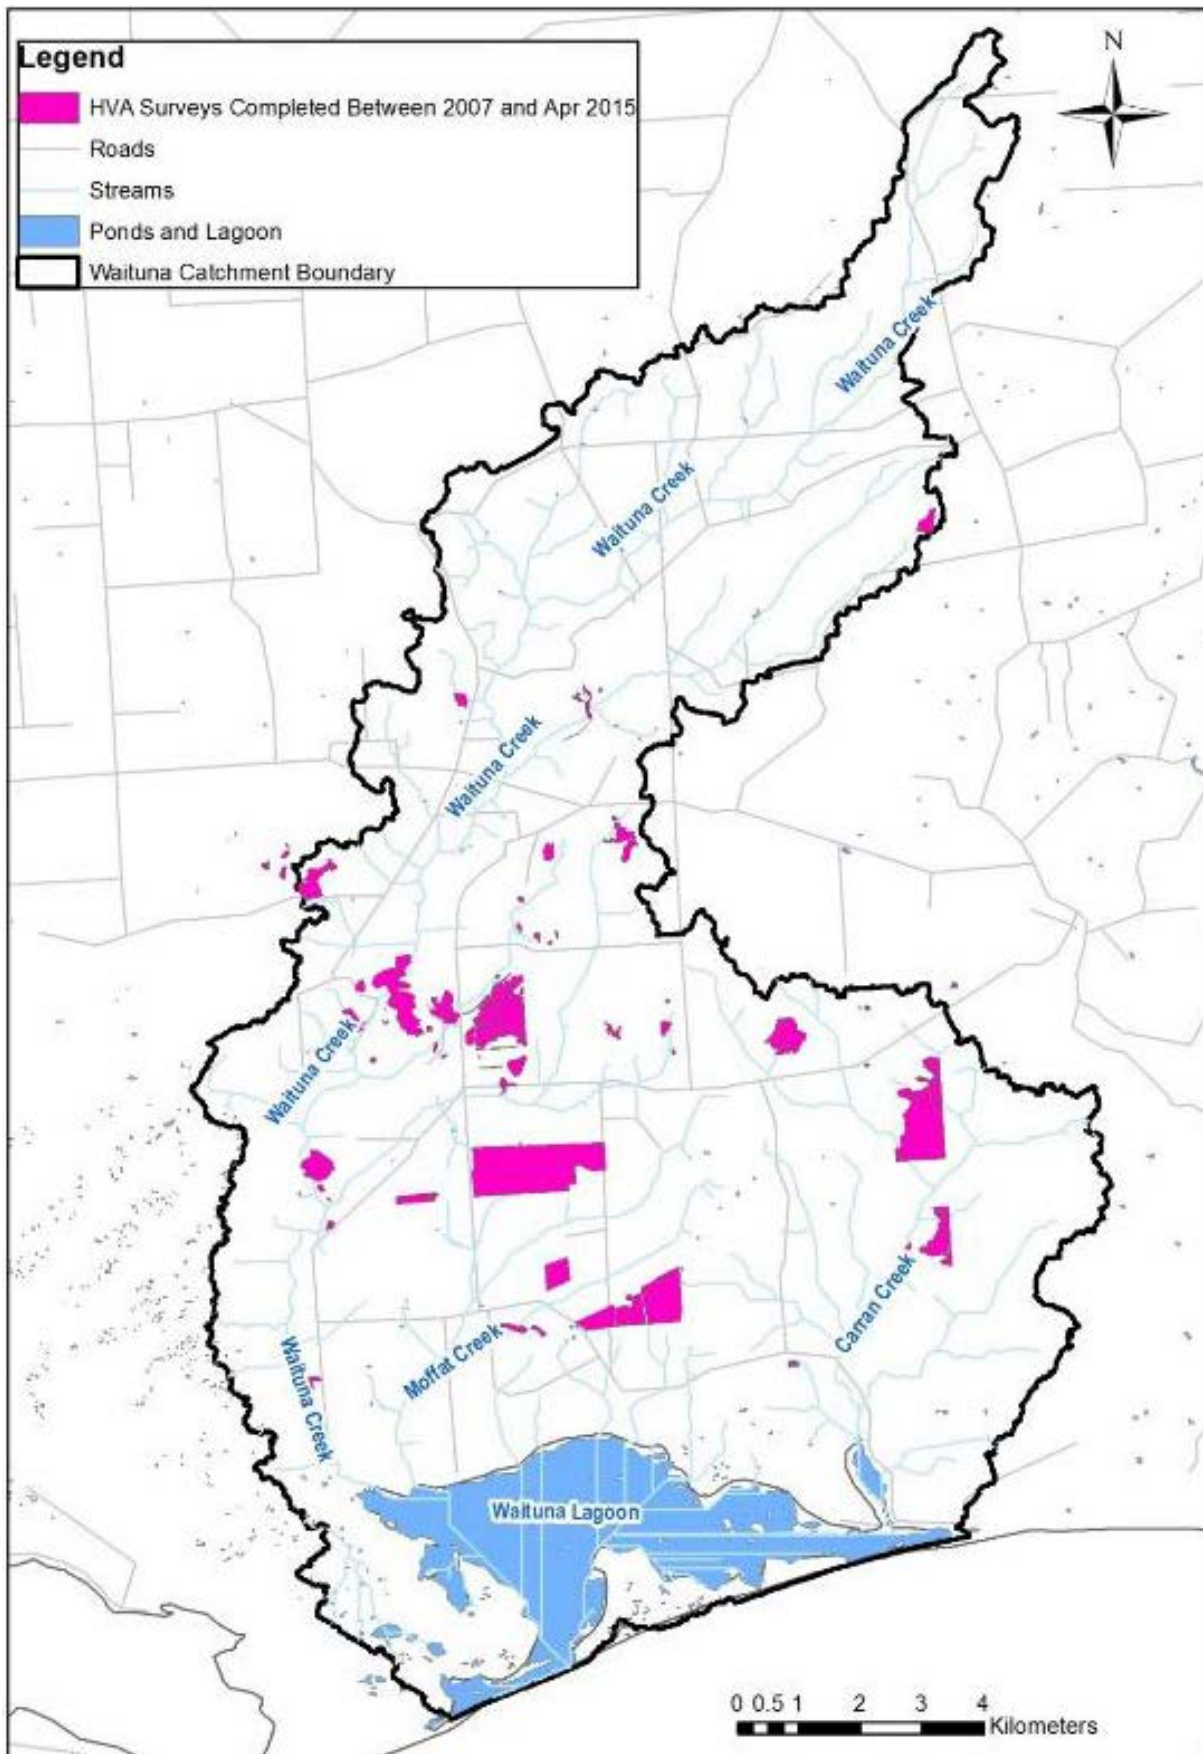 Legend
HVA Surveys Completed Between 2007 and Apr 2015
Roads
Streams
Ponds and Lagoon
Waituna Catchment Boundary
N
Waituna Creek
Waituna Creek
Waituna Creek
Waituna Creek
Carran Creek
Moffat Creek
Waituna Creek
Waituna Lagoon
0 0.5 1 2 3 4
Kilometers